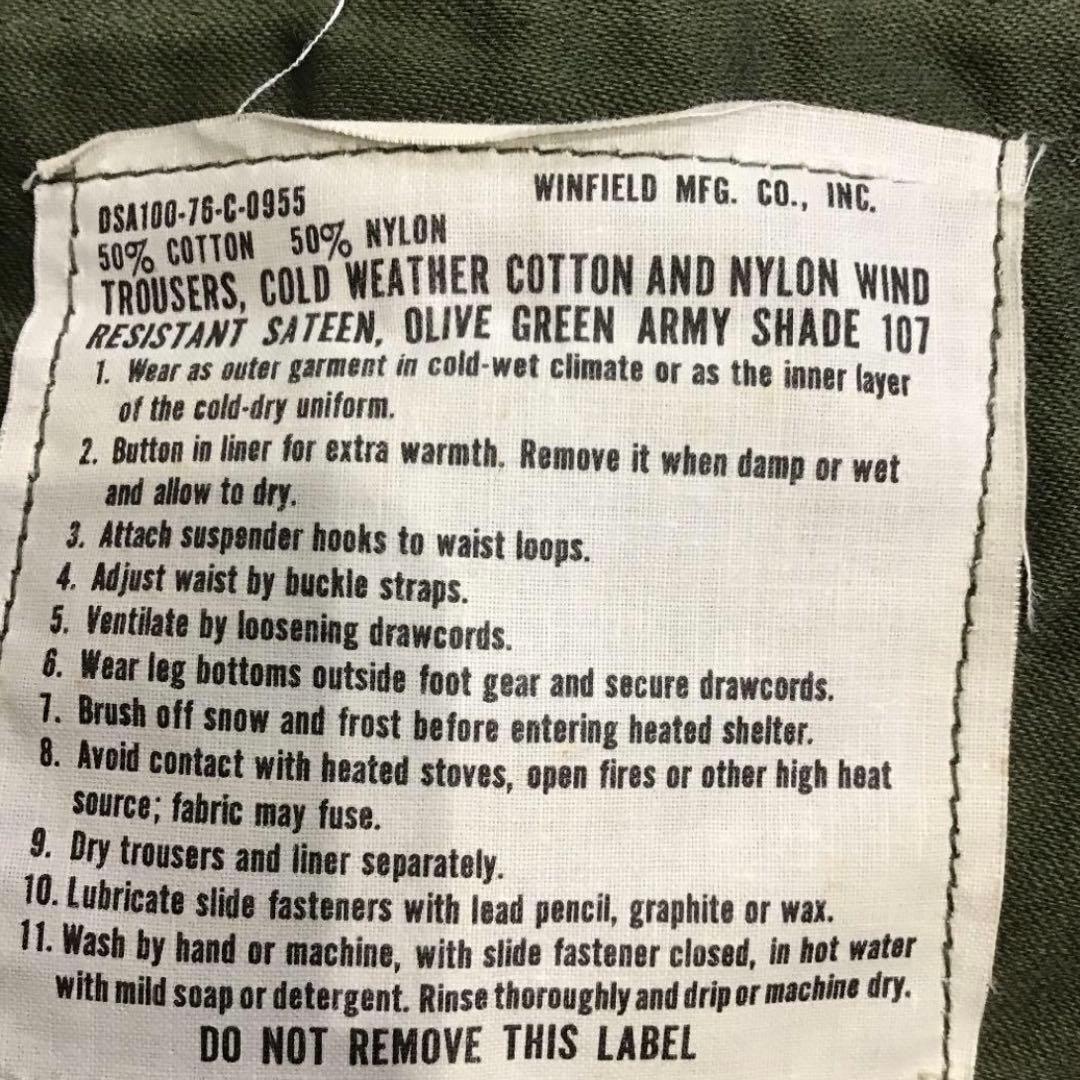 DSA100-76-C-0955 WINFIELD MFG. CO., INC.
50% COTTON 50% NYLON
TROUSERS, COLD WEATHER COTTON AND NYLON WIND
RESISTANT SATEEN, OLIVE GREEN ARMY SHADE 107
1. Wear as outer garment in cold-wet climate or as the inner layer
of the cold-dry uniform.
2. Button in liner for extra warmth. Remove it when damp or wet
and allow to dry.
3. Attach suspender hooks to waist loops.
4. Adjust waist by buckle straps.
5. Ventilate by loosening drawcords.
6. Wear leg bottoms outside foot gear and secure drawcords.
7. Brush off snow and frost before entering heated shelter.
8. Avoid contact with heated stoves, open fires or other high heat
source; fabric may fuse.
9. Dry trousers and liner separately.
10. Lubricate slide fasteners with lead pencil, graphite or wax.
11. Wash by hand or machine, with slide fastener closed, in hot water
with mild soap or detergent. Rinse thoroughly and drip or machine dry.
DO NOT REMOVE THIS LABEL